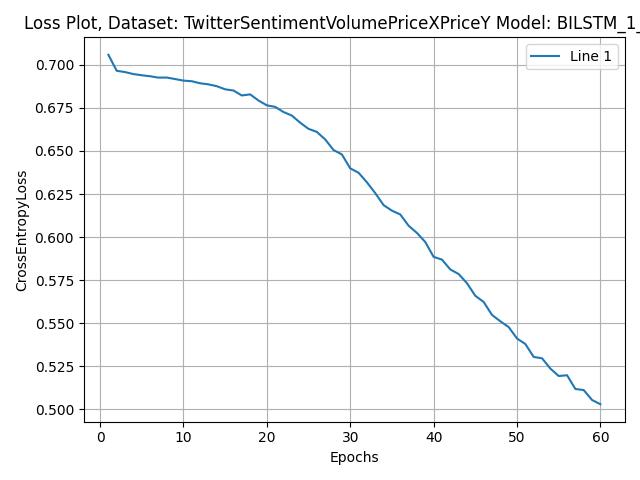 Loss Plot, Dataset: TwitterSentimentVolumePriceXPriceY Model: BILSTM_1_
Line 1
0.700
0.675
0.650
0.625
0.600
0.575
0.550
0.525
0.500
CrossEntropyLoss
0 10 20 30 40 50 60
Epochs